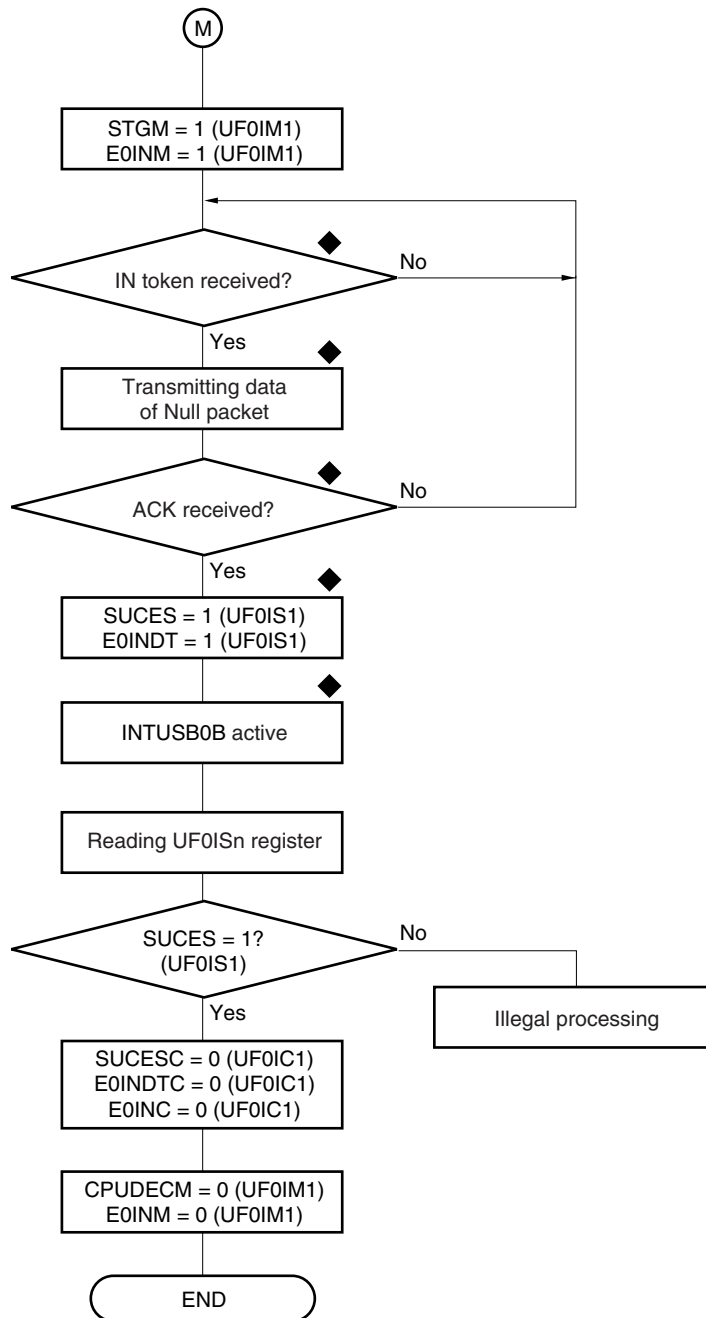 M
STGM = 1 (UF0IM1)
E0INM = 1 (UF0IM1)
IN token received?
No
Yes
Transmitting data
of Null packet
ACK received?
No
Yes
SUCES = 1 (UF0IS1)
E0INDT = 1 (UF0IS1)
INTUSB0B active
Reading UF0ISn register
SUCES = 1?
(UF0IS1)
No
Illegal processing
Yes
SUCESC = 0 (UF0IC1)
E0INDTC = 0 (UF0IC1)
E0INC = 0 (UF0IC1)
CPUDECM = 0 (UF0IM1)
E0INM = 0 (UF0IM1)
END